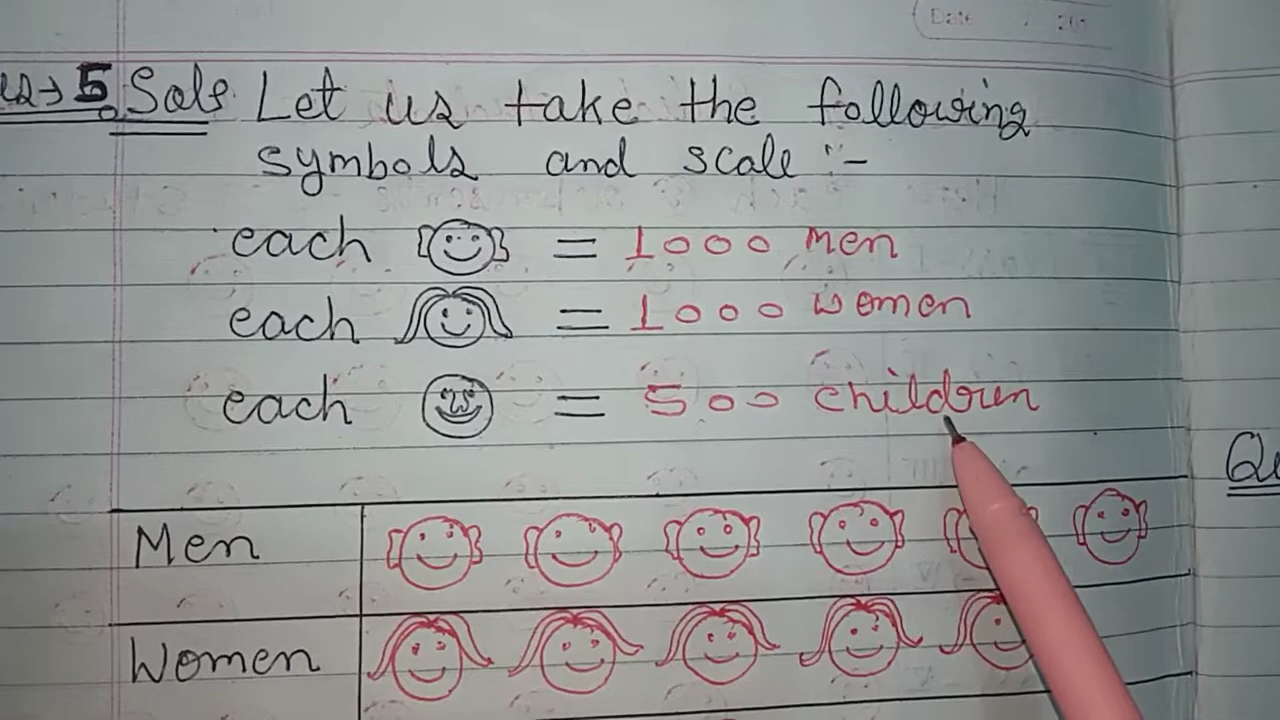 Date / 201
5. Sol:. Let us take the following
symbols and scale :-
each = 1000 Men
each = 1000 women
each = 500 children
Men
Women